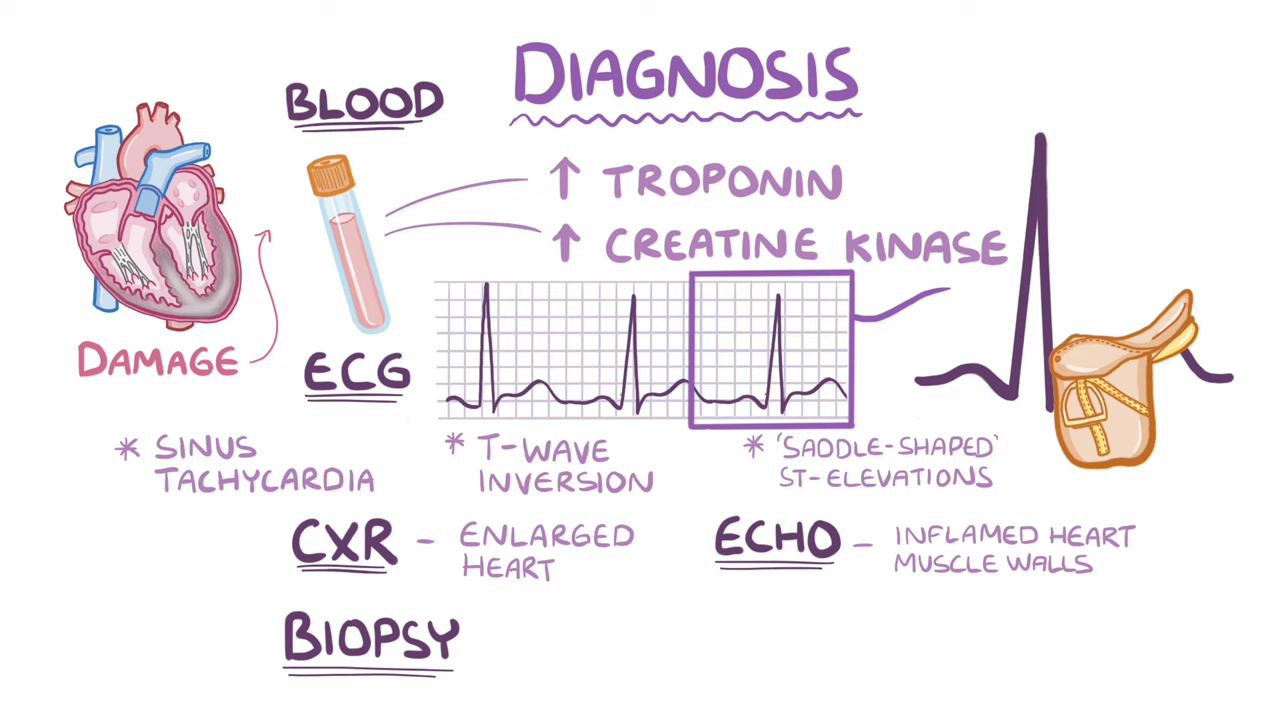 DIAGNOSIS
BLOOD
↑ TROPONIN
↑ CREATINE KINASE
DAMAGE
ECG
* SINUS
TACHYCARDIA
* T-WAVE
INVERSION
* 'SADDLE-SHAPED'
ST-ELEVATIONS
CXR - ENLARGED
HEART
ECHO - INFLAMED HEART
MUSCLE WALLS
BIOPSY